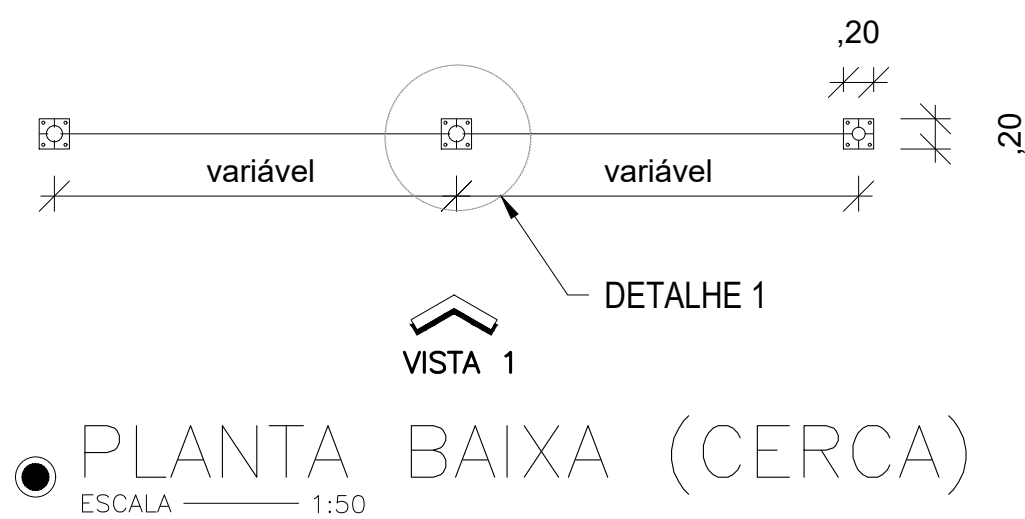 ,20
,20
variável variável
DETALHE 1
VISTA 1
PLANTA BAIXA (CERCA)
ESCALA 1:50